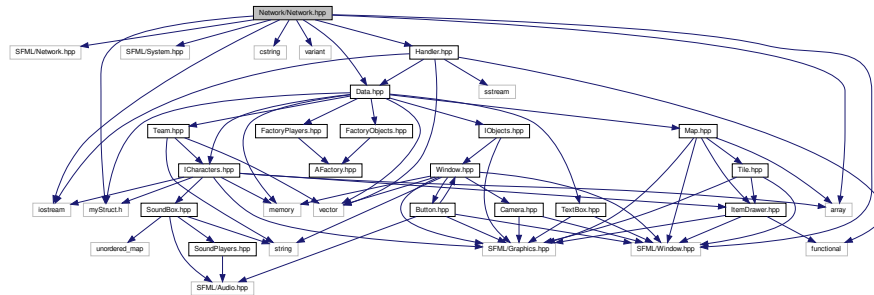 Network/Network.hpp
SFML/Network.hpp
SFML/System.hpp
cstring
variant
Handler.hpp
Data.hpp
sstream
Team.hpp
FactoryPlayers.hpp
FactoryObjects.hpp
IObjects.hpp
Map.hpp
ICharacters.hpp
AFactory.hpp
Window.hpp
Tile.hpp
iostream
myStruct.h
SoundBox.hpp
memory
vector
Button.hpp
Camera.hpp
TextBox.hpp
ItemDrawer.hpp
array
unordered_map
SoundPlayers.hpp
string
SFML/Graphics.hpp
SFML/Window.hpp
functional
SFML/Audio.hpp